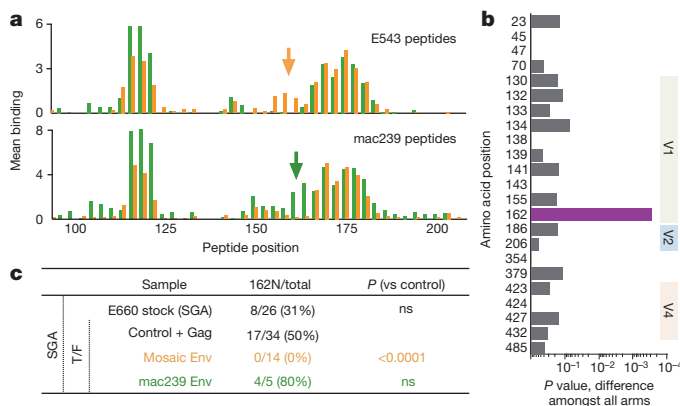 a
6
3
0
Mean binding
E543 peptides
8
4
0
mac239 peptides
100 125 150 175 200
Peptide position
b
Amino acid position
23
45
47
70
130
132
133
134
138
139
141
143
155
162
186
206
354
379
423
424
427
432
485
V1
V2
V4
10⁻¹ 10⁻² 10⁻³ 10⁻⁴
P value, difference
amongst all arms
c
Sample 162N/total P (vs control)
SGA
T/F
E660 stock (SGA) 8/26 (31%) ns
Control + Gag 17/34 (50%)
Mosaic Env 0/14 (0%) <0.0001
mac239 Env 4/5 (80%) ns